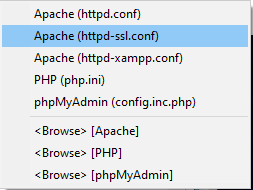 Apache (httpd.conf)
Apache (httpd-ssl.conf)
Apache (httpd-xampp.conf)
PHP (php.ini)
phpMyAdmin (config.inc.php)
<Browse> [Apache]
<Browse> [PHP]
<Browse> [phpMyAdmin]